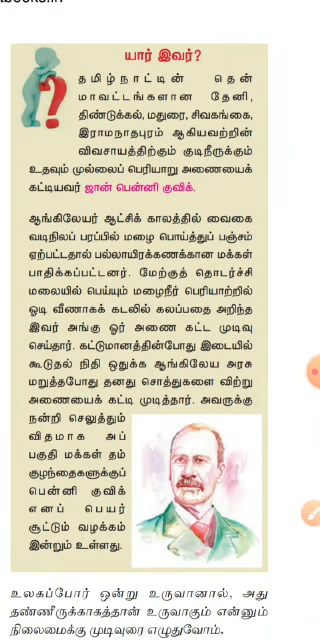 யார் இவர்?
தமிழ்நாட்டின் தென்
மாவட்டங்களான தேனி,
திண்டுக்கல், மதுரை, சிவகங்கை,
இராமநாதபுரம் ஆகியவற்றின்
விவசாயத்திற்கும் குடிநீருக்கும்
உதவும் முல்லைப் பெரியாறு அணையைக்
கட்டியவர் ஜான் பென்னி குவிக்.
ஆங்கிலேயர் ஆட்சிக் காலத்தில் வைகை
வடிநிலப் பரப்பில் மழை பொய்த்துப் பஞ்சம்
ஏற்பட்டதால் பல்லாயிரக்கணக்கான மக்கள்
பாதிக்கப்பட்டனர். மேற்குத் தொடர்ச்சி
மலையில் பெய்யும் மழைநீர் பெரியாற்றில்
ஓடி வீணாகக் கடலில் கலப்பதை அறிந்த
இவர் அங்கு ஓர் அணை கட்ட முடிவு
செய்தார். கட்டுமானத்தின்போது இடையில்
கூடுதல் நிதி ஒதுக்க ஆங்கிலேய அரசு
மறுத்தபோது தனது சொத்துகளை விற்று
அணையைக் கட்டி முடித்தார். அவருக்கு
நன்றி செலுத்தும்
விதமாக அப்
பகுதி மக்கள் தம்
குழந்தைகளுக்குப்
பென்னி குவிக்
எனப் பெயர்
சூட்டும் வழக்கம்
இன்றும் உள்ளது.
உலகப்போர் ஒன்று உருவானால், அது
தண்ணீருக்காகத்தான் உருவாகும் என்னும்
நிலைமைக்கு முடிவுரை எழுதுவோம்.